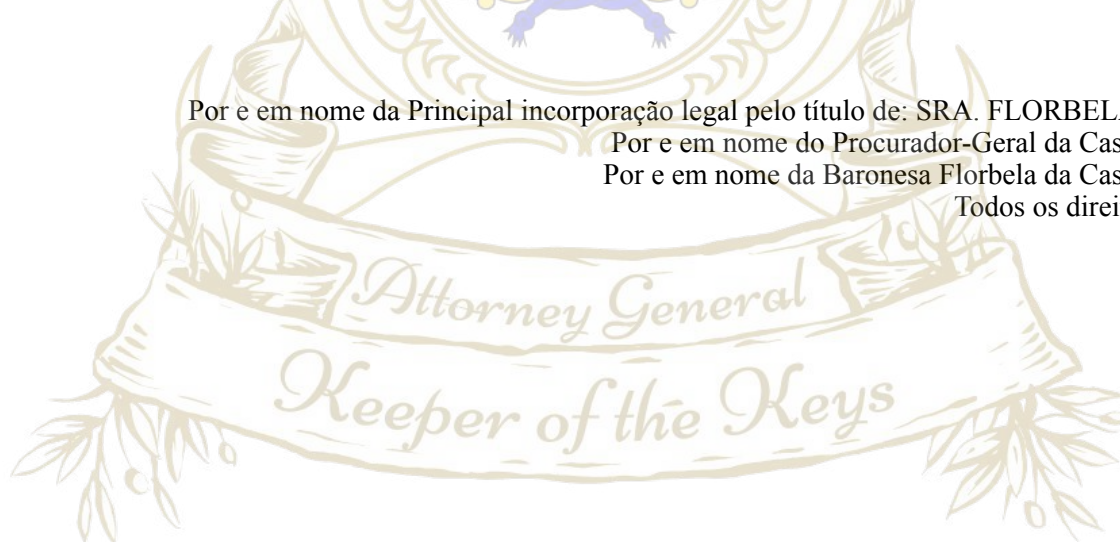 Por e em nome da Principal incorporação legal pelo título de: SRA. FLORBELA
Por e em nome do Procurador-Geral da Cas
Por e em nome da Baronesa Florbela da Cas
Todos os direi
Attorney General
Keeper of the Keys